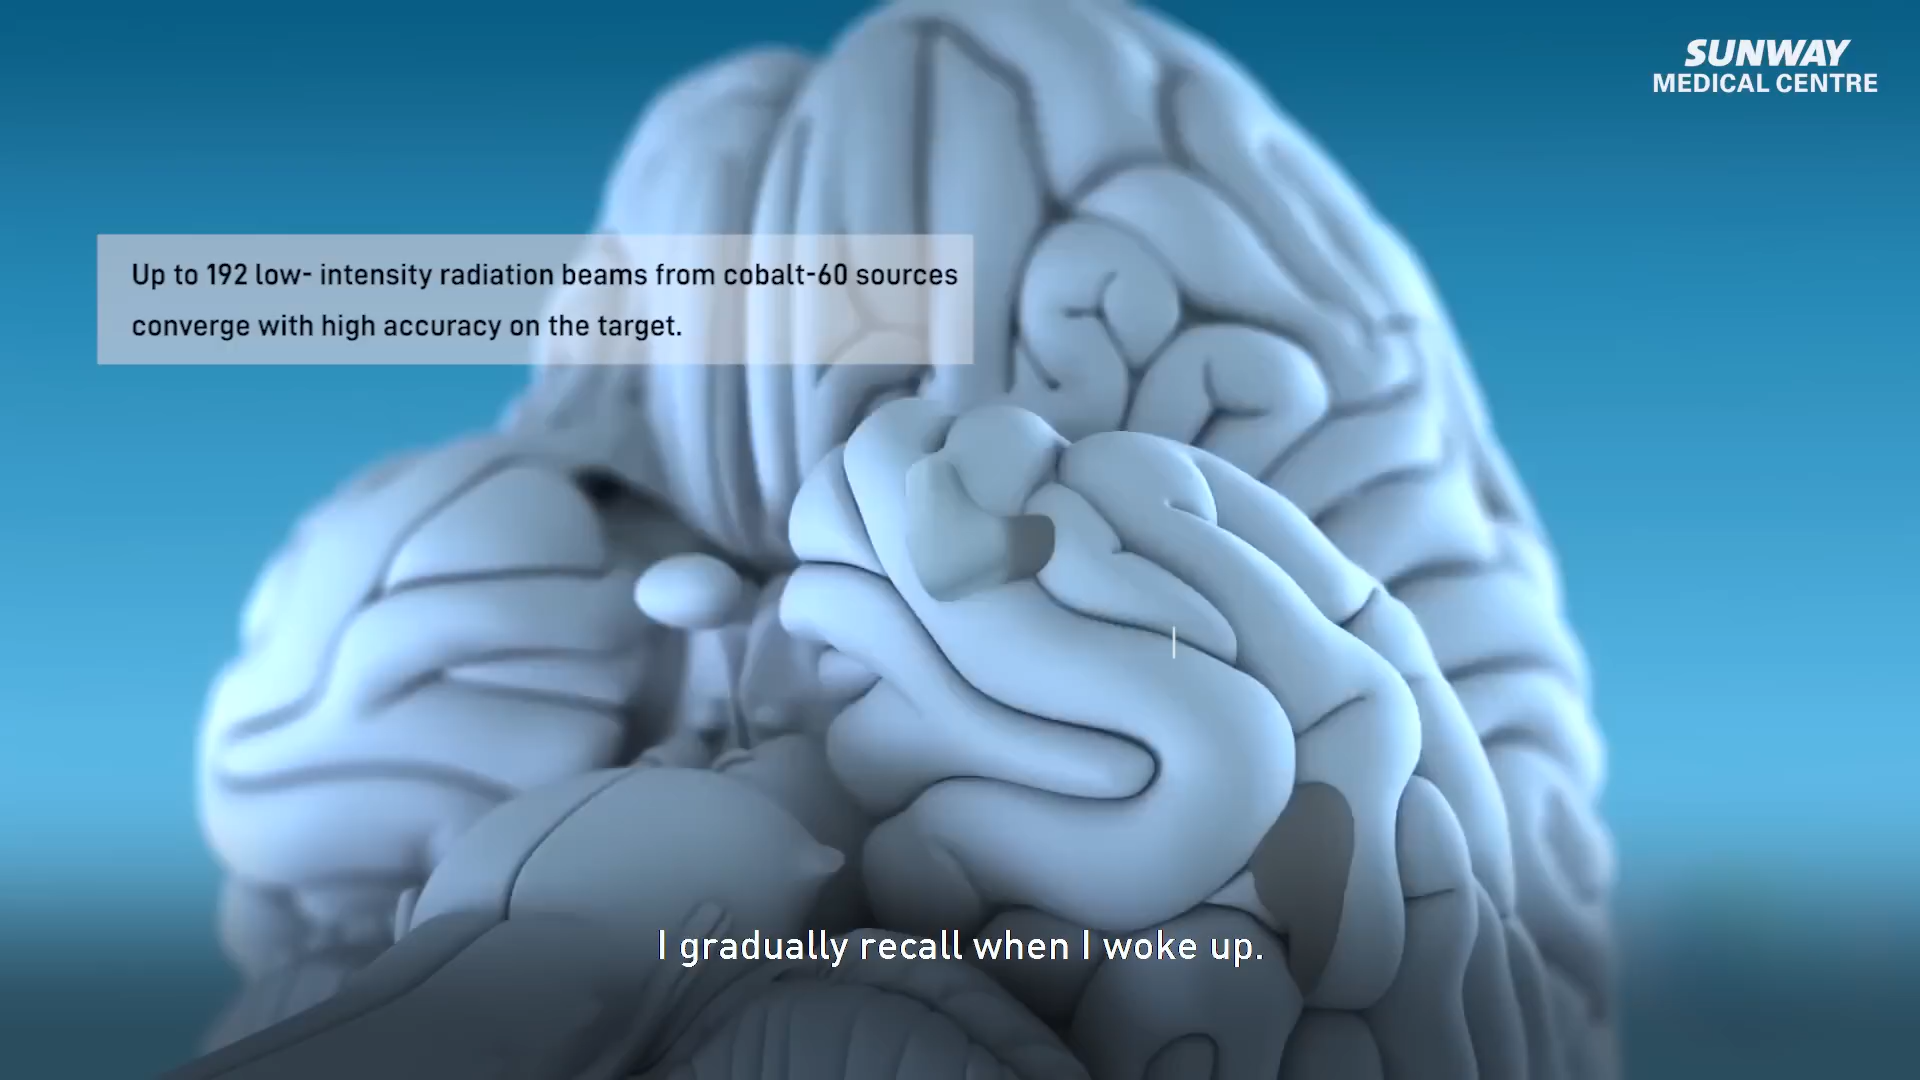 SUNWAY
MEDICAL CENTRE
Up to 192 low- intensity radiation beams from cobalt-60 sources
converge with high accuracy on the target.
I gradually recall when I woke up.